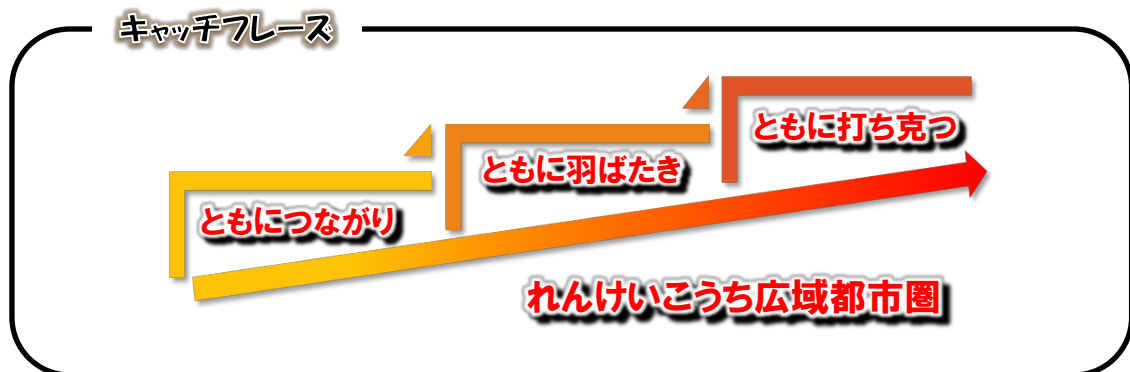 キャッチフレーズ
ともにつながり
ともに羽ばたき
ともに打ち克つ
れんけいこうち広域都市圏